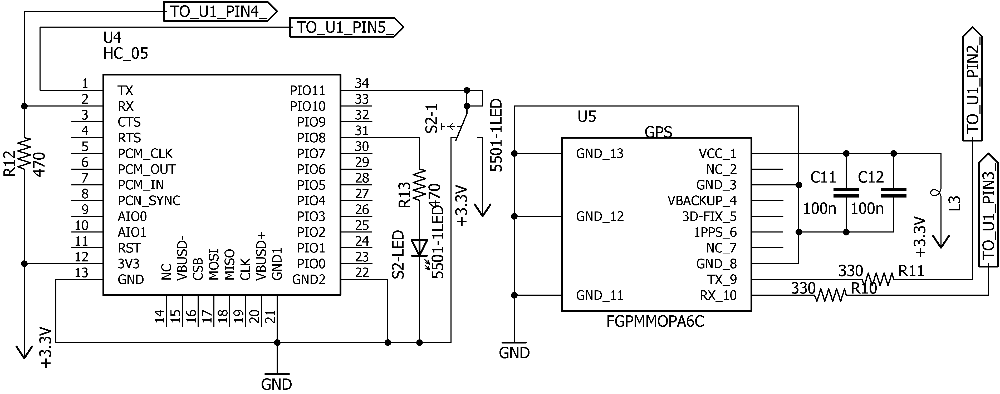 TO_U1_PIN4_
TO_U1_PIN5_
U4
HC_05
1 TX
2 RX
3 CTS
4 RTS
5 PCM_CLK
6 PCM_OUT
7 PCM_IN
8 PCN_SYNC
9 AIO0
10 AIO1
11 RST
12 3V3
13 GND
14 NC
15 VBUSD-
16 CSB
17 MOSI
18 MISO
19 CLK
20 VBUSD+
21 GND1
PIO11 34
PIO10 33
PIO9 32
PIO8 31
PIO7 30
PIO6 29
PIO5 28
PIO4 27
PIO3 26
PIO2 25
PIO1 24
PIO0 23
GND2 22
R12
470
+3.3V
GND
R13
470
S2-LED
5501-1LED
S2-1
5501-1LED
+3.3V
U5
GPS
GND_13
GND_12
GND_11
VCC_1
NC_2
GND_3
VBACKUP_4
3D-FIX_5
1PPS_6
NC_7
GND_8
TX_9
RX_10
FGPMMOPA6C
GND
C11
100n
C12
100n
L3
+3.3V
330
R11
330
R10
TO_U1_PIN2_
TO_U1_PIN3_